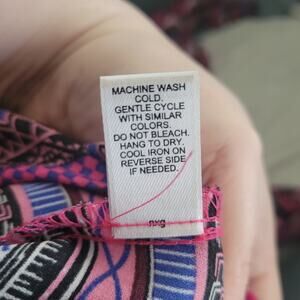 MACHINE WASH
COLD.
GENTLE CYCLE
WITH SIMILAR
COLORS.
DO NOT BLEACH.
HANG TO DRY.
COOL IRON ON
REVERSE SIDE
IF NEEDED.